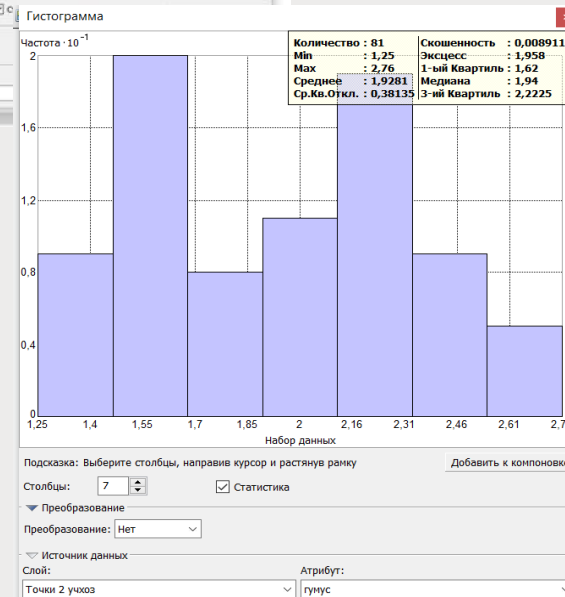 Гистограмма
Частота · 10⁻¹
Количество : 81 Скошенность : 0,008911
Min : 1,25 Эксцесс : 1,958
Max : 2,76 1-ый Квартиль : 1,62
Среднее : 1,9281 Медиана : 1,94
Ср.Кв.Откл. : 0,38135 3-ий Квартиль : 2,2225
2
1,6
1,2
0,8
0,4
0
1,25 1,4 1,55 1,7 1,85 2 2,16 2,31 2,46 2,61 2,7
Набор данных
Подсказка: Выберите столбцы, направив курсор и растянув рамку
Добавить к компоновке
Столбцы: 7 Статистика
Преобразование
Преобразование: Нет
Источник данных
Слой: Атрибут:
Точки 2 учхоз гумус